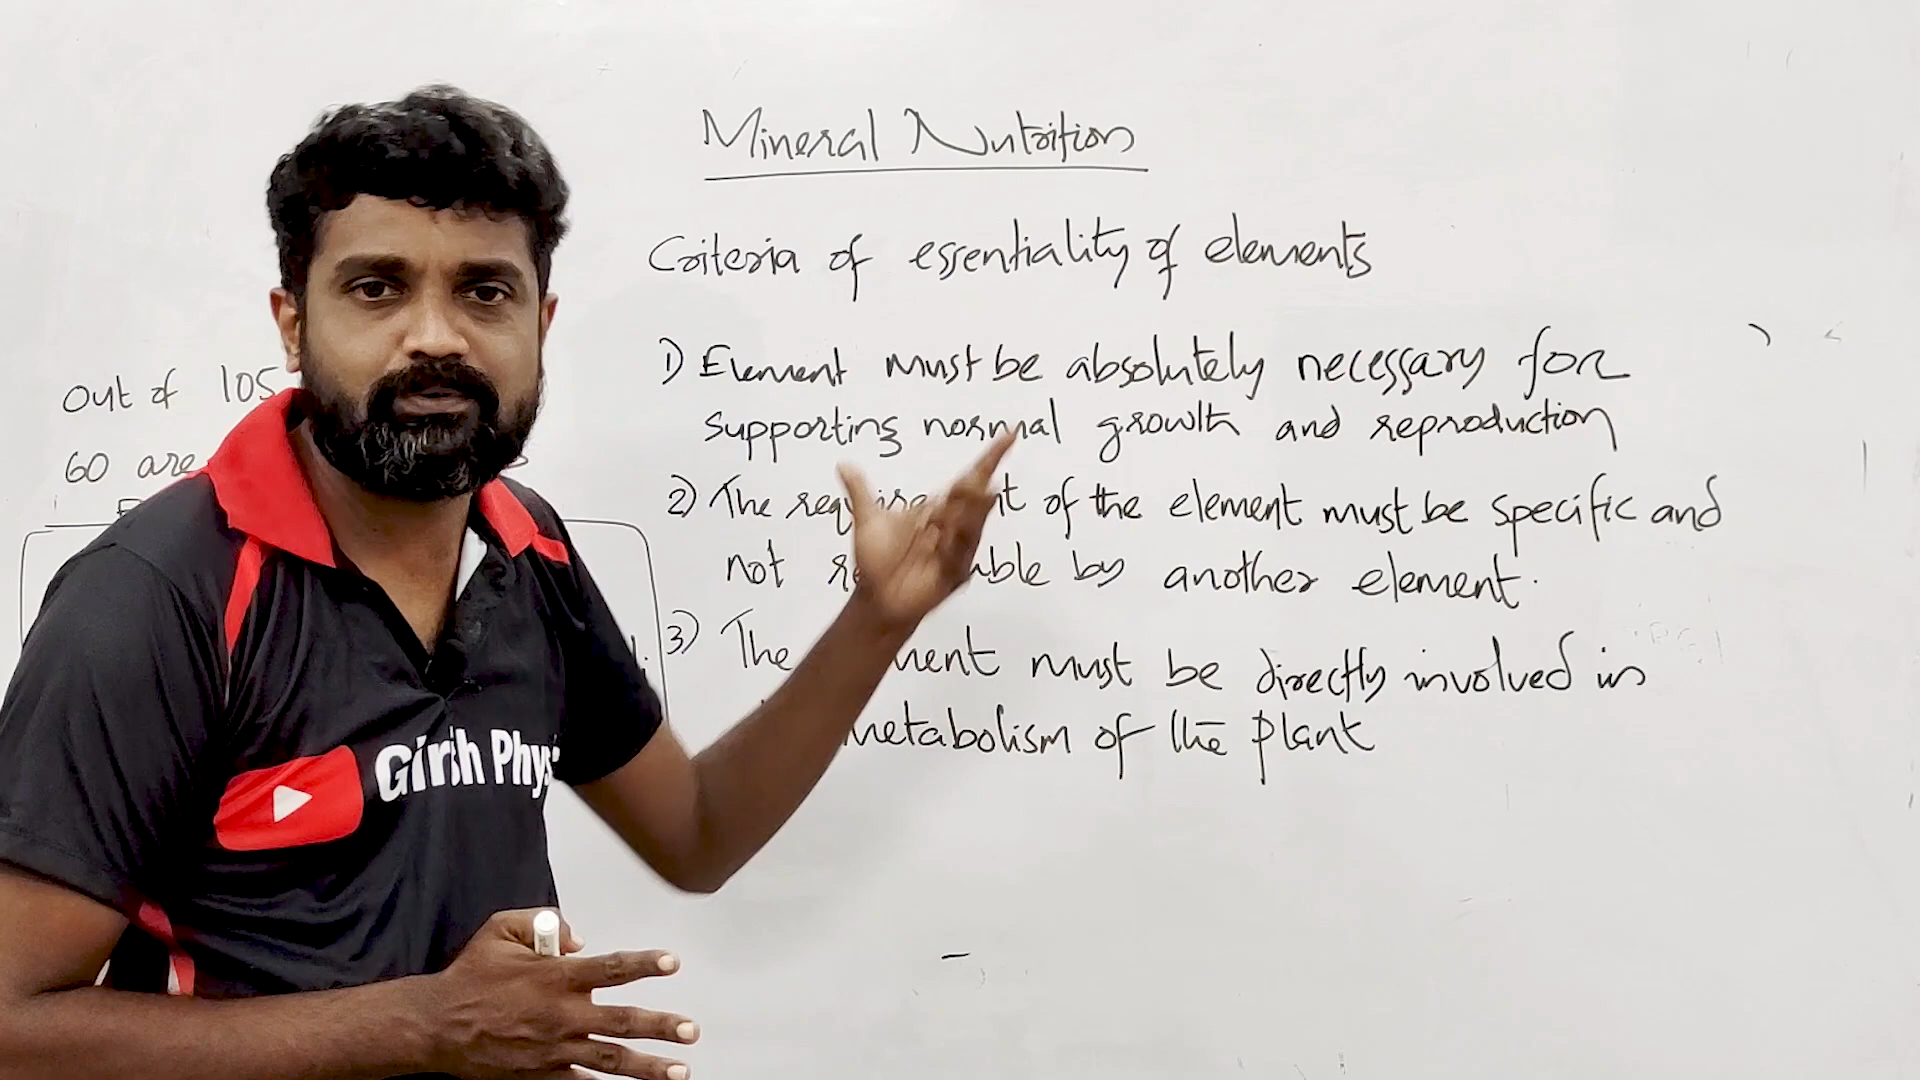 Mineral Nutrition
Criteria of essentiality of elements
1) Element must be absolutely necessary for
supporting normal growth and reproduction
2) The of the element must be specific and
not by another element.
3) The must be directly involved in
metabolism of the plant
Out of 105
60 are
Girish